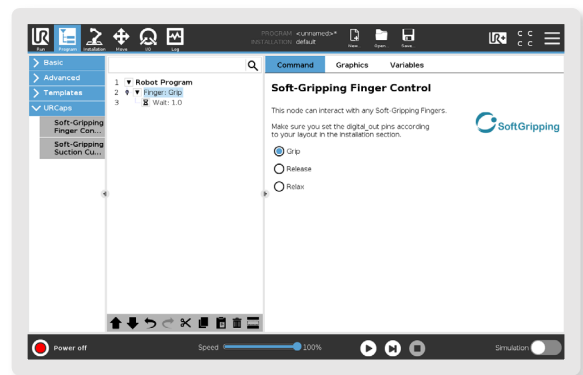 UR
Run
Program
Installation
Move
I/O
Log
PROGRAM <unnamed>*
INSTALLATION default
New...
Open...
Save...
UR+
C C
C C
Basic
Advanced
Templates
URCaps
Soft-Gripping
Finger Con...
Soft-Gripping
Suction Cu...
1 Robot Program
2 Finger: Grip
3 Wait: 1.0
Command Graphics Variables
Soft-Gripping Finger Control
This node can interact with any Soft-Gripping Fingers.
Make sure you set the digital_out pins according
to your layout in the installation section.
SoftGripping
Grip
Release
Relax
Power off
Speed 100%
Simulation